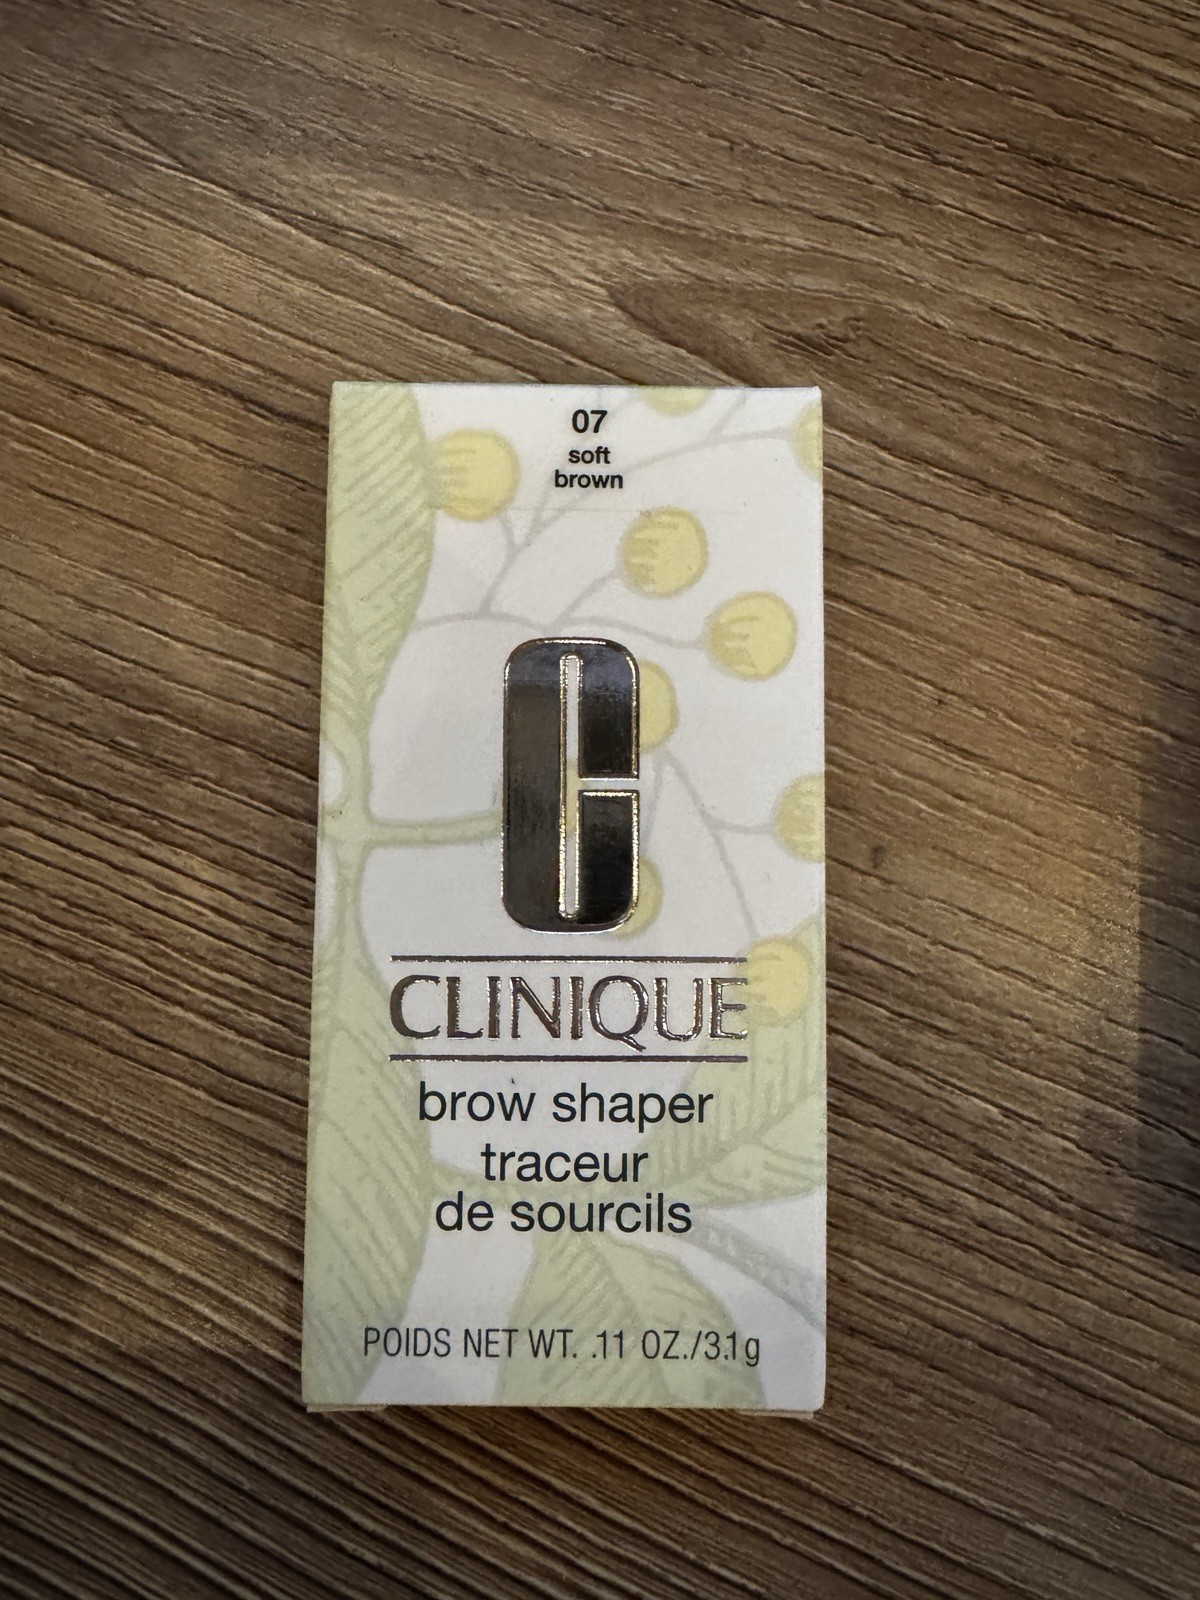 07
soft
brown
C
CLINIQUE
brow shaper
traceur
de sourcils
POIDS NET WT. .11 OZ./3.1g